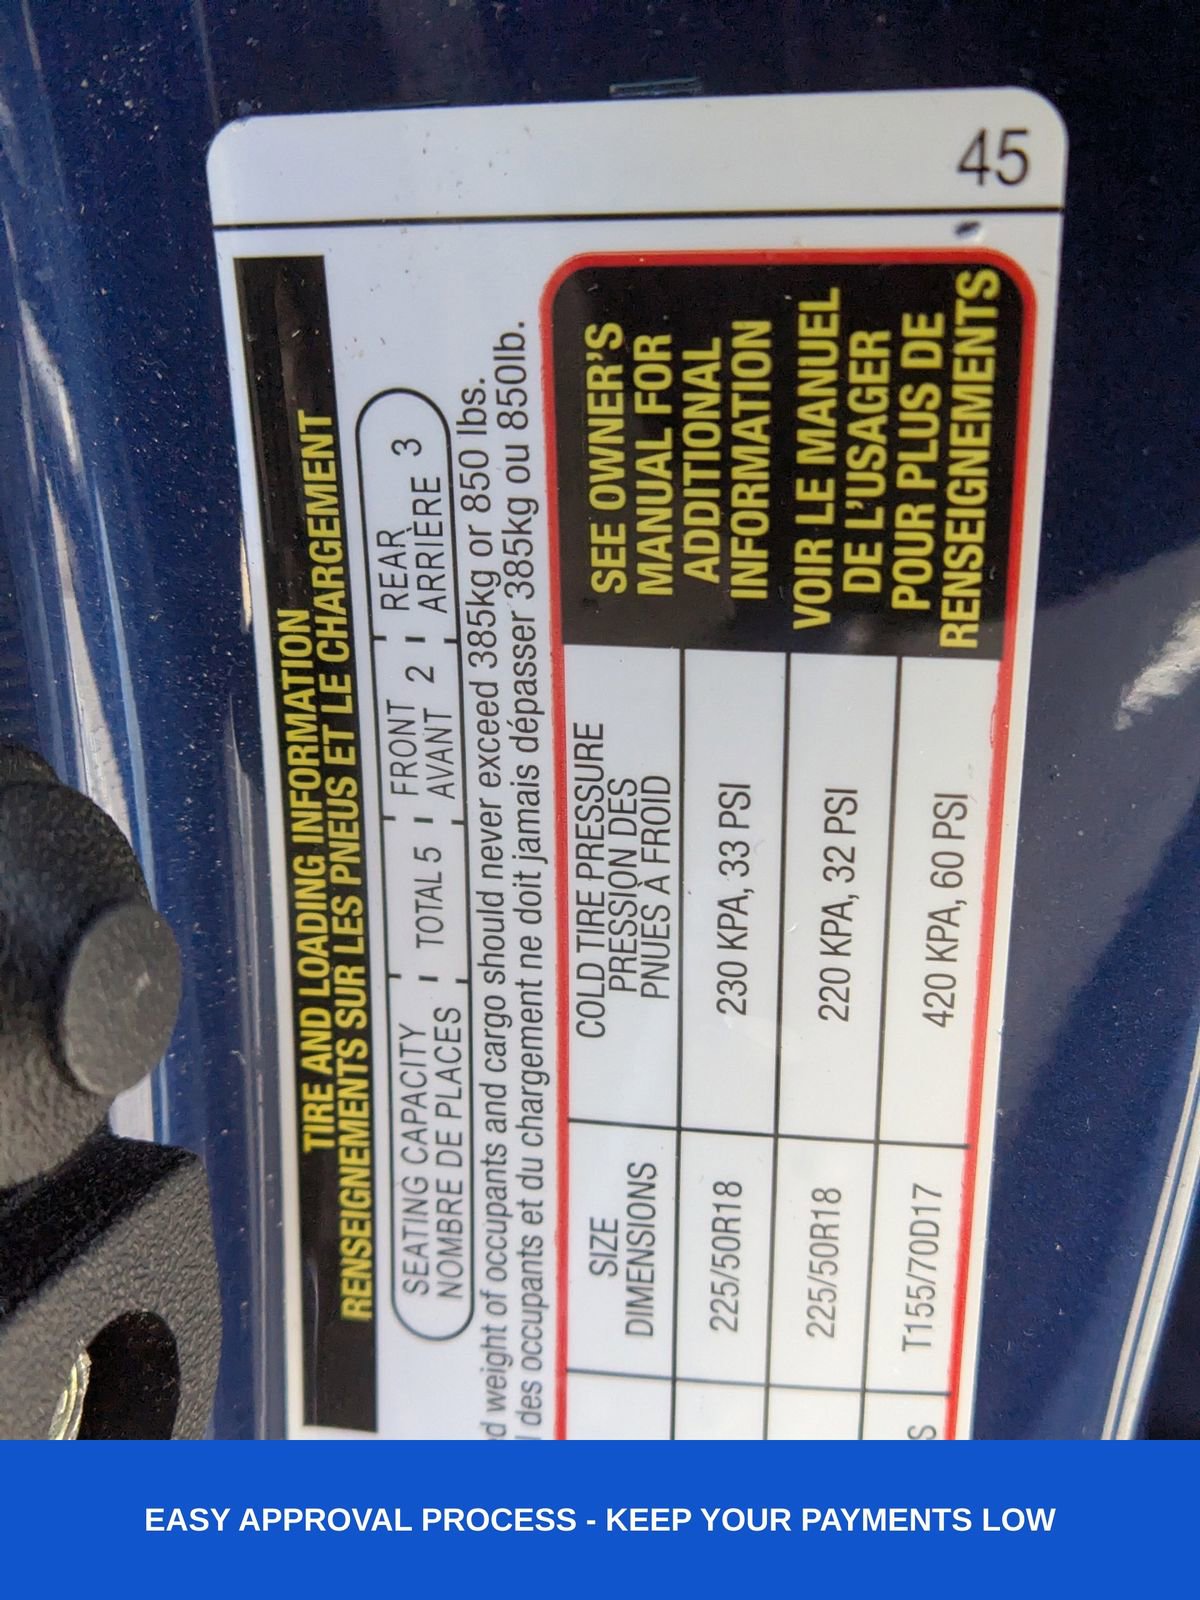 45
TIRE AND LOADING INFORMATION
RENSEIGNEMENTS SUR LES PNEUS ET LE CHARGEMENT
SEATING CAPACITY
NOMBRE DE PLACES
TOTAL 5
FRONT
AVANT 2
REAR
ARRIÈRE 3
weight of occupants and cargo should never exceed 385kg or 850 lbs.
des occupants et du chargement ne doit jamais dépasser 385kg ou 850lb.
SIZE
DIMENSIONS
COLD TIRE PRESSURE
PRESSION DES
PNUES À FROID
225/50R18
230 KPA, 33 PSI
225/50R18
220 KPA, 32 PSI
T155/70D17
420 KPA, 60 PSI
SEE OWNER'S
MANUAL FOR
ADDITIONAL
INFORMATION
VOIR LE MANUEL
DE L'USAGER
POUR PLUS DE
RENSEIGNEMENTS
EASY APPROVAL PROCESS - KEEP YOUR PAYMENTS LOW